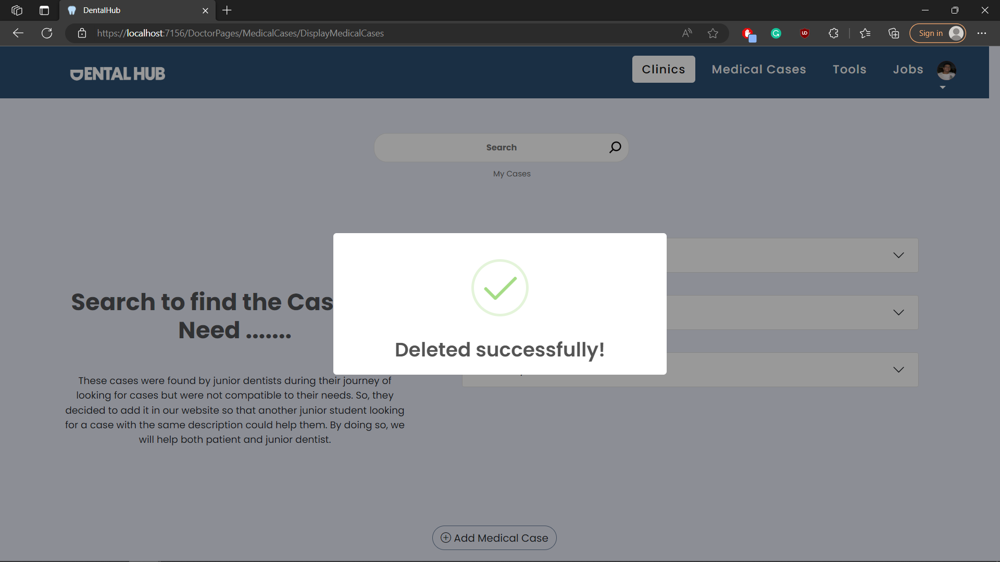 DentalHub
https://localhost:7156/DoctorPages/MedicalCases/DisplayMedicalCases
Sign in
DENTAL HUB
Clinics
Medical Cases
Tools
Jobs
Search
My Cases
Search to find the Cas
Need .......
Deleted successfully!
These cases were found by junior dentists during their journey of
looking for cases but were not compatible to their needs. So, they
decided to add it in our website so that another junior student looking
for a case with the same description could help them. By doing so, we
will help both patient and junior dentist.
Add Medical Case